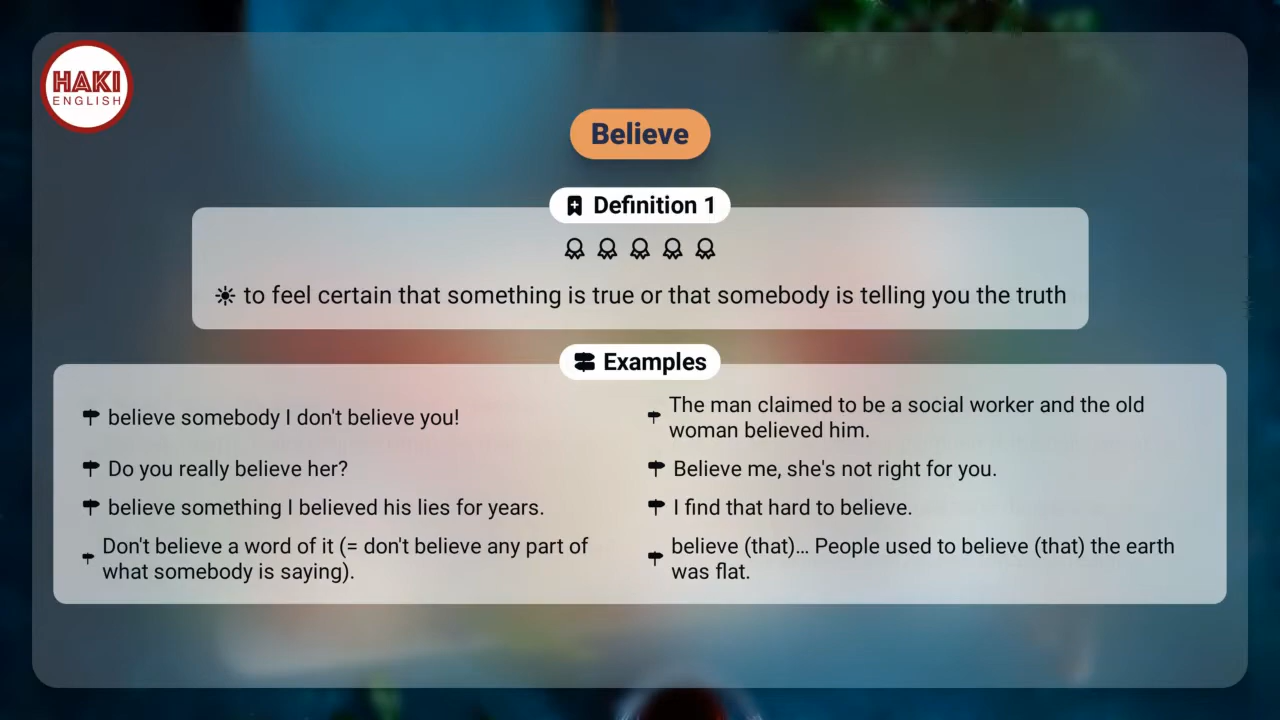 HAKI
ENGLISH
Believe
Definition 1
to feel certain that something is true or that somebody is telling you the truth
Examples
believe somebody I don't believe you!
The man claimed to be a social worker and the old
woman believed him.
Do you really believe her?
Believe me, she's not right for you.
believe something I believed his lies for years.
I find that hard to believe.
Don't believe a word of it (= don't believe any part of
what somebody is saying).
believe (that)… People used to believe (that) the earth
was flat.